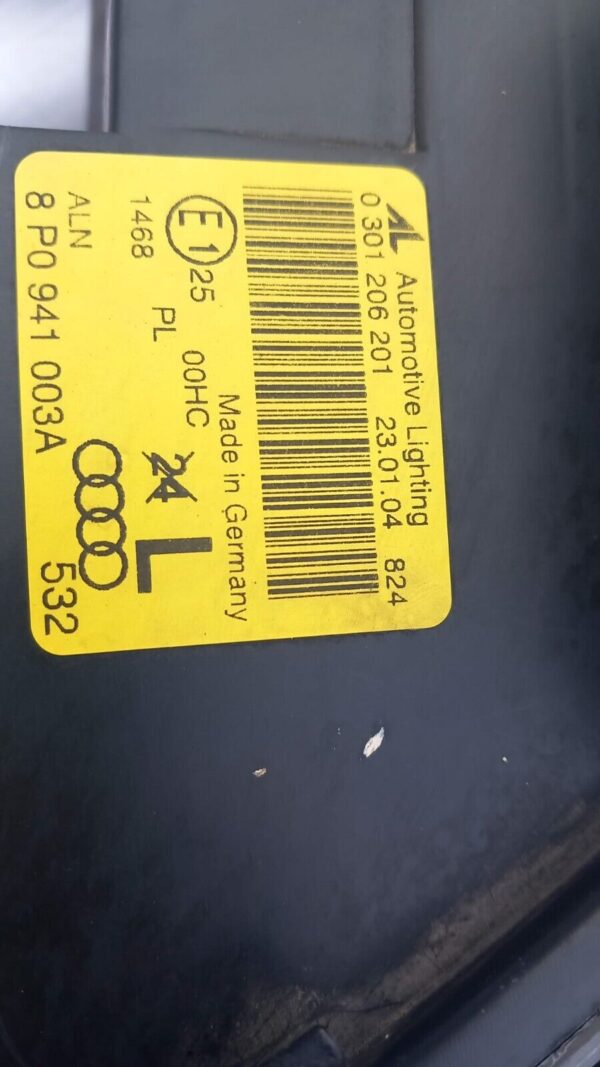 AL Automotive Lighting
0 301 206 201 23.01.04 824
Made in Germany
E1 25 00HC 24 L
1468 PL
ALN
8 P0 941 003A 532